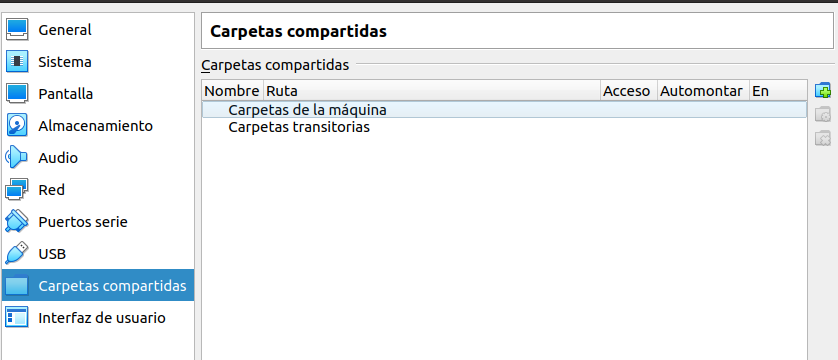 General
Sistema
Pantalla
Almacenamiento
Audio
Red
Puertos serie
USB
Carpetas compartidas
Interfaz de usuario
Carpetas compartidas
Carpetas compartidas
Nombre Ruta Acceso Automontar En
Carpetas de la máquina
Carpetas transitorias